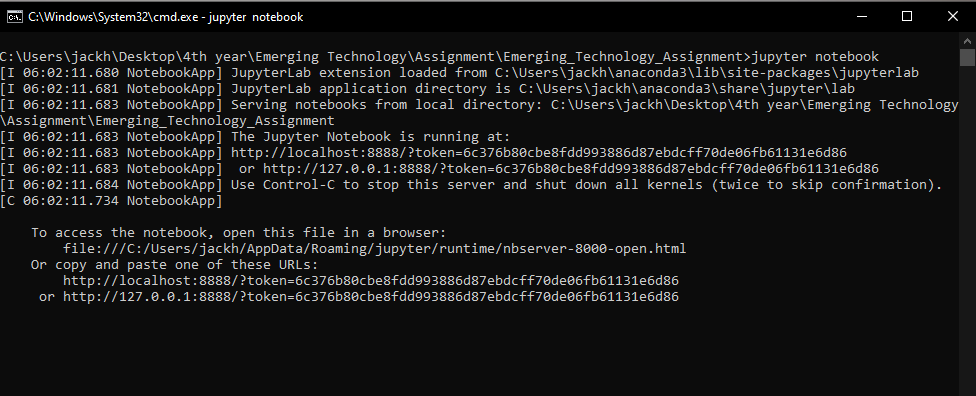 C:\Windows\System32\cmd.exe - jupyter notebook
C:\Users\jackh\Desktop\4th year\Emerging Technology\Assignment\Emerging_Technology_Assignment>jupyter notebook
[I 06:02:11.680 NotebookApp] JupyterLab extension loaded from C:\Users\jackh\anaconda3\lib\site-packages\jupyterlab
[I 06:02:11.681 NotebookApp] JupyterLab application directory is C:\Users\jackh\anaconda3\share\jupyter\lab
[I 06:02:11.683 NotebookApp] Serving notebooks from local directory: C:\Users\jackh\Desktop\4th year\Emerging Technology
\Assignment\Emerging_Technology_Assignment
[I 06:02:11.683 NotebookApp] The Jupyter Notebook is running at:
[I 06:02:11.683 NotebookApp] http://localhost:8888/?token=6c376b80cbe8fdd993886d87ebdcff70de06fb61131e6d86
[I 06:02:11.683 NotebookApp]  or http://127.0.0.1:8888/?token=6c376b80cbe8fdd993886d87ebdcff70de06fb61131e6d86
[I 06:02:11.684 NotebookApp] Use Control-C to stop this server and shut down all kernels (twice to skip confirmation).
[C 06:02:11.734 NotebookApp]
To access the notebook, open this file in a browser:
file:///C:/Users/jackh/AppData/Roaming/jupyter/runtime/nbserver-8000-open.html
Or copy and paste one of these URLs:
http://localhost:8888/?token=6c376b80cbe8fdd993886d87ebdcff70de06fb61131e6d86
or http://127.0.0.1:8888/?token=6c376b80cbe8fdd993886d87ebdcff70de06fb61131e6d86